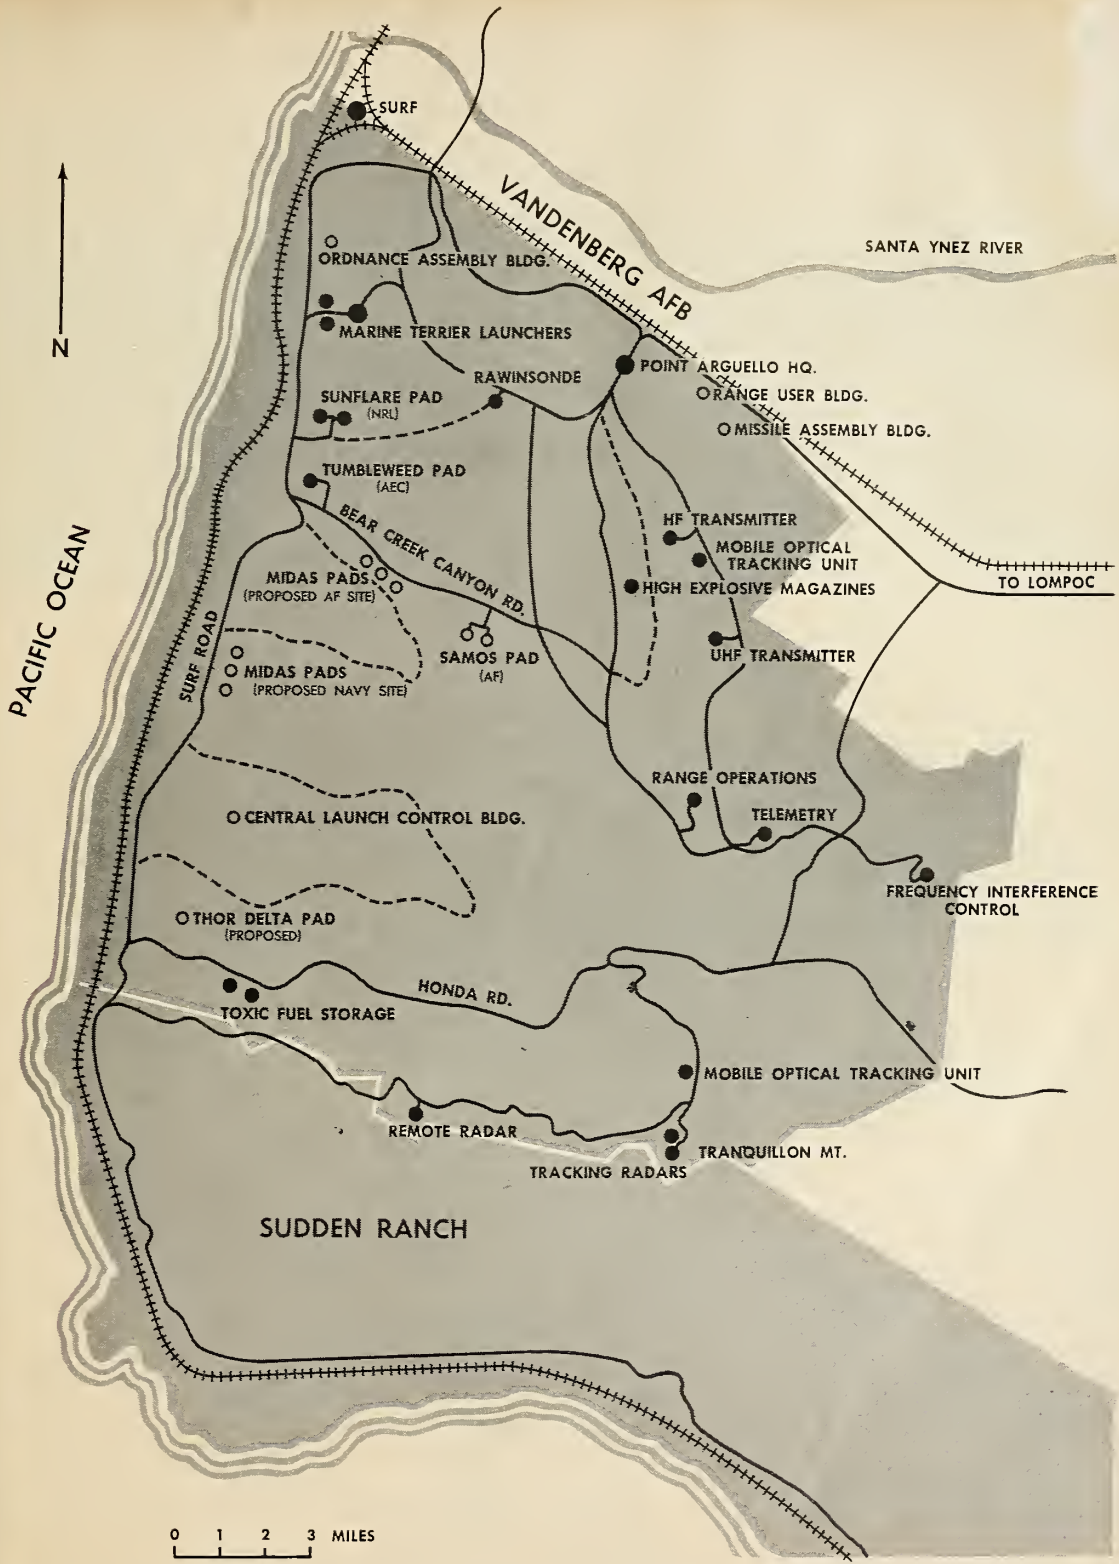 SURF
VANDENBERG AFB
SANTA YNEZ RIVER
N
ORDNANCE ASSEMBLY BLDG.
MARINE TERRIER LAUNCHERS
POINT ARGUELLO HQ.
RAWINSONDE
RANGE USER BLDG.
SUNFLARE PAD
(NRL)
MISSILE ASSEMBLY BLDG.
TUMBLEWEED PAD
(AEC)
BEAR CREEK CANYON RD.
HF TRANSMITTER
MOBILE OPTICAL
TRACKING UNIT
PACIFIC OCEAN
MIDAS PADS
(PROPOSED AF SITE)
TO LOMPOC
HIGH EXPLOSIVE MAGAZINES
SURF ROAD
SAMOS PAD
(AF)
UHF TRANSMITTER
MIDAS PADS
(PROPOSED NAVY SITE)
RANGE OPERATIONS
CENTRAL LAUNCH CONTROL BLDG.
TELEMETRY
FREQUENCY INTERFERENCE
CONTROL
THOR DELTA PAD
(PROPOSED)
HONDA RD.
TOXIC FUEL STORAGE
MOBILE OPTICAL TRACKING UNIT
REMOTE RADAR
TRANQUILLON MT.
TRACKING RADARS
SUDDEN RANCH
0 1 2 3 MILES